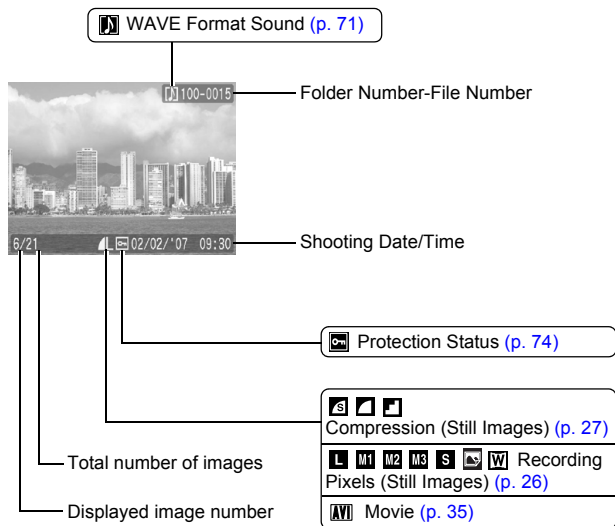 WAVE Format Sound (p. 71)
100-0015
Folder Number-File Number
6/21
L 02/02/'07 09:30
Shooting Date/Time
Protection Status (p. 74)
S
Compression (Still Images) (p. 27)
L M1 M2 M3 S W Recording
Pixels (Still Images) (p. 26)
AVI Movie (p. 35)
Total number of images
Displayed image number